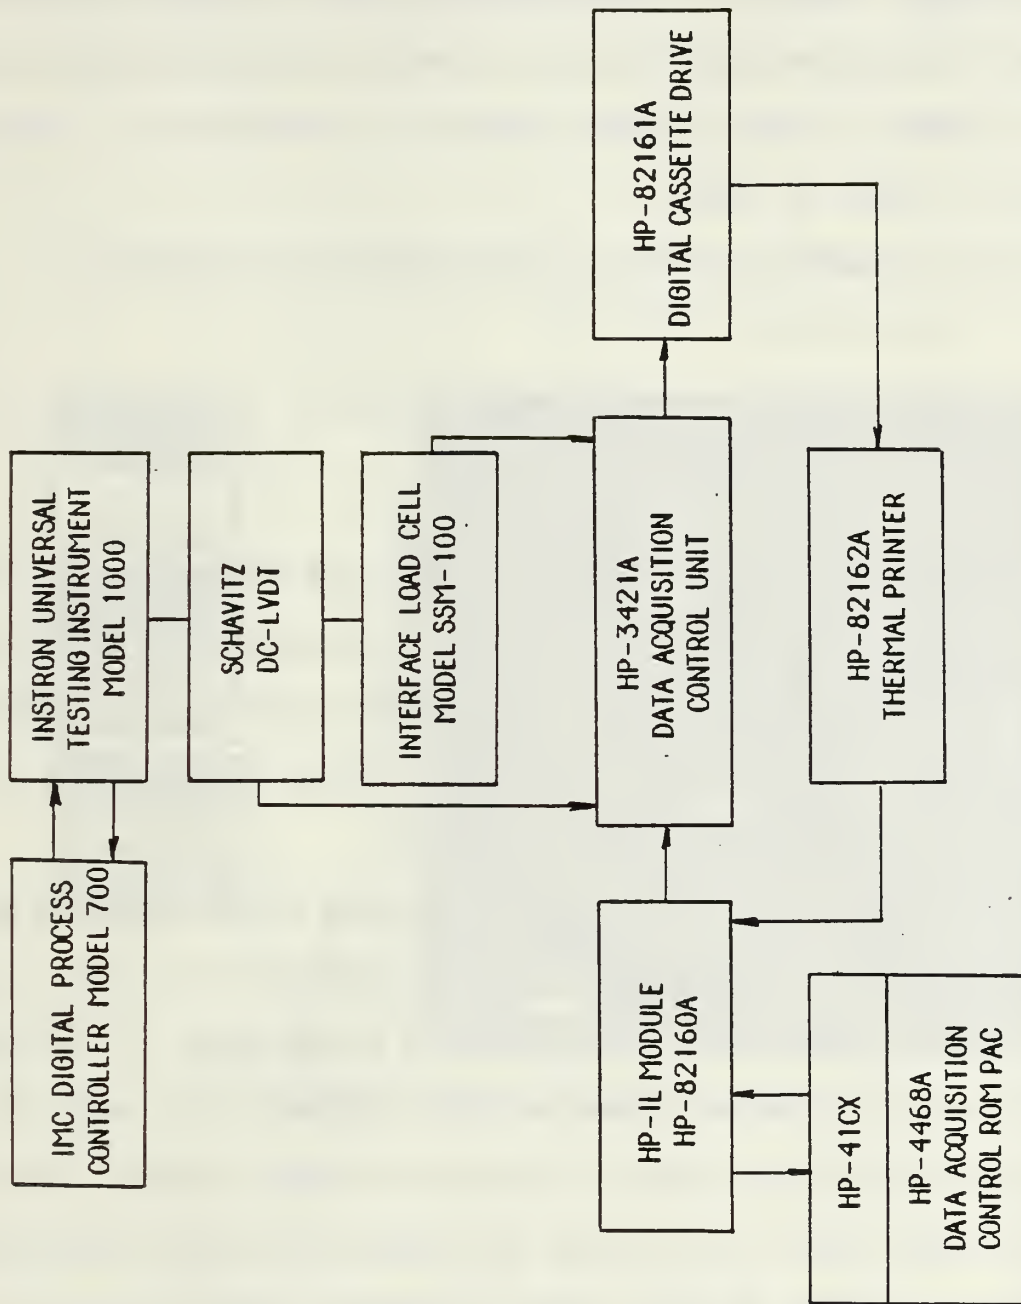 IMC DIGITAL PROCESS
CONTROLLER MODEL 700
INSTRON UNIVERSAL
TESTING INSTRUMENT
MODEL 1000
SCHAVITZ
DC-LVDT
INTERFACE LOAD CELL
MODEL SSM-100
HP-IL MODULE
HP-82160A
HP-3421A
DATA ACQUISITION
CONTROL UNIT
HP-82161A
DIGITAL CASSETTE DRIVE
HP-41CX
HP-4468A
DATA ACQUISITION
CONTROL ROM PAC
HP-82162A
THERMAL PRINTER